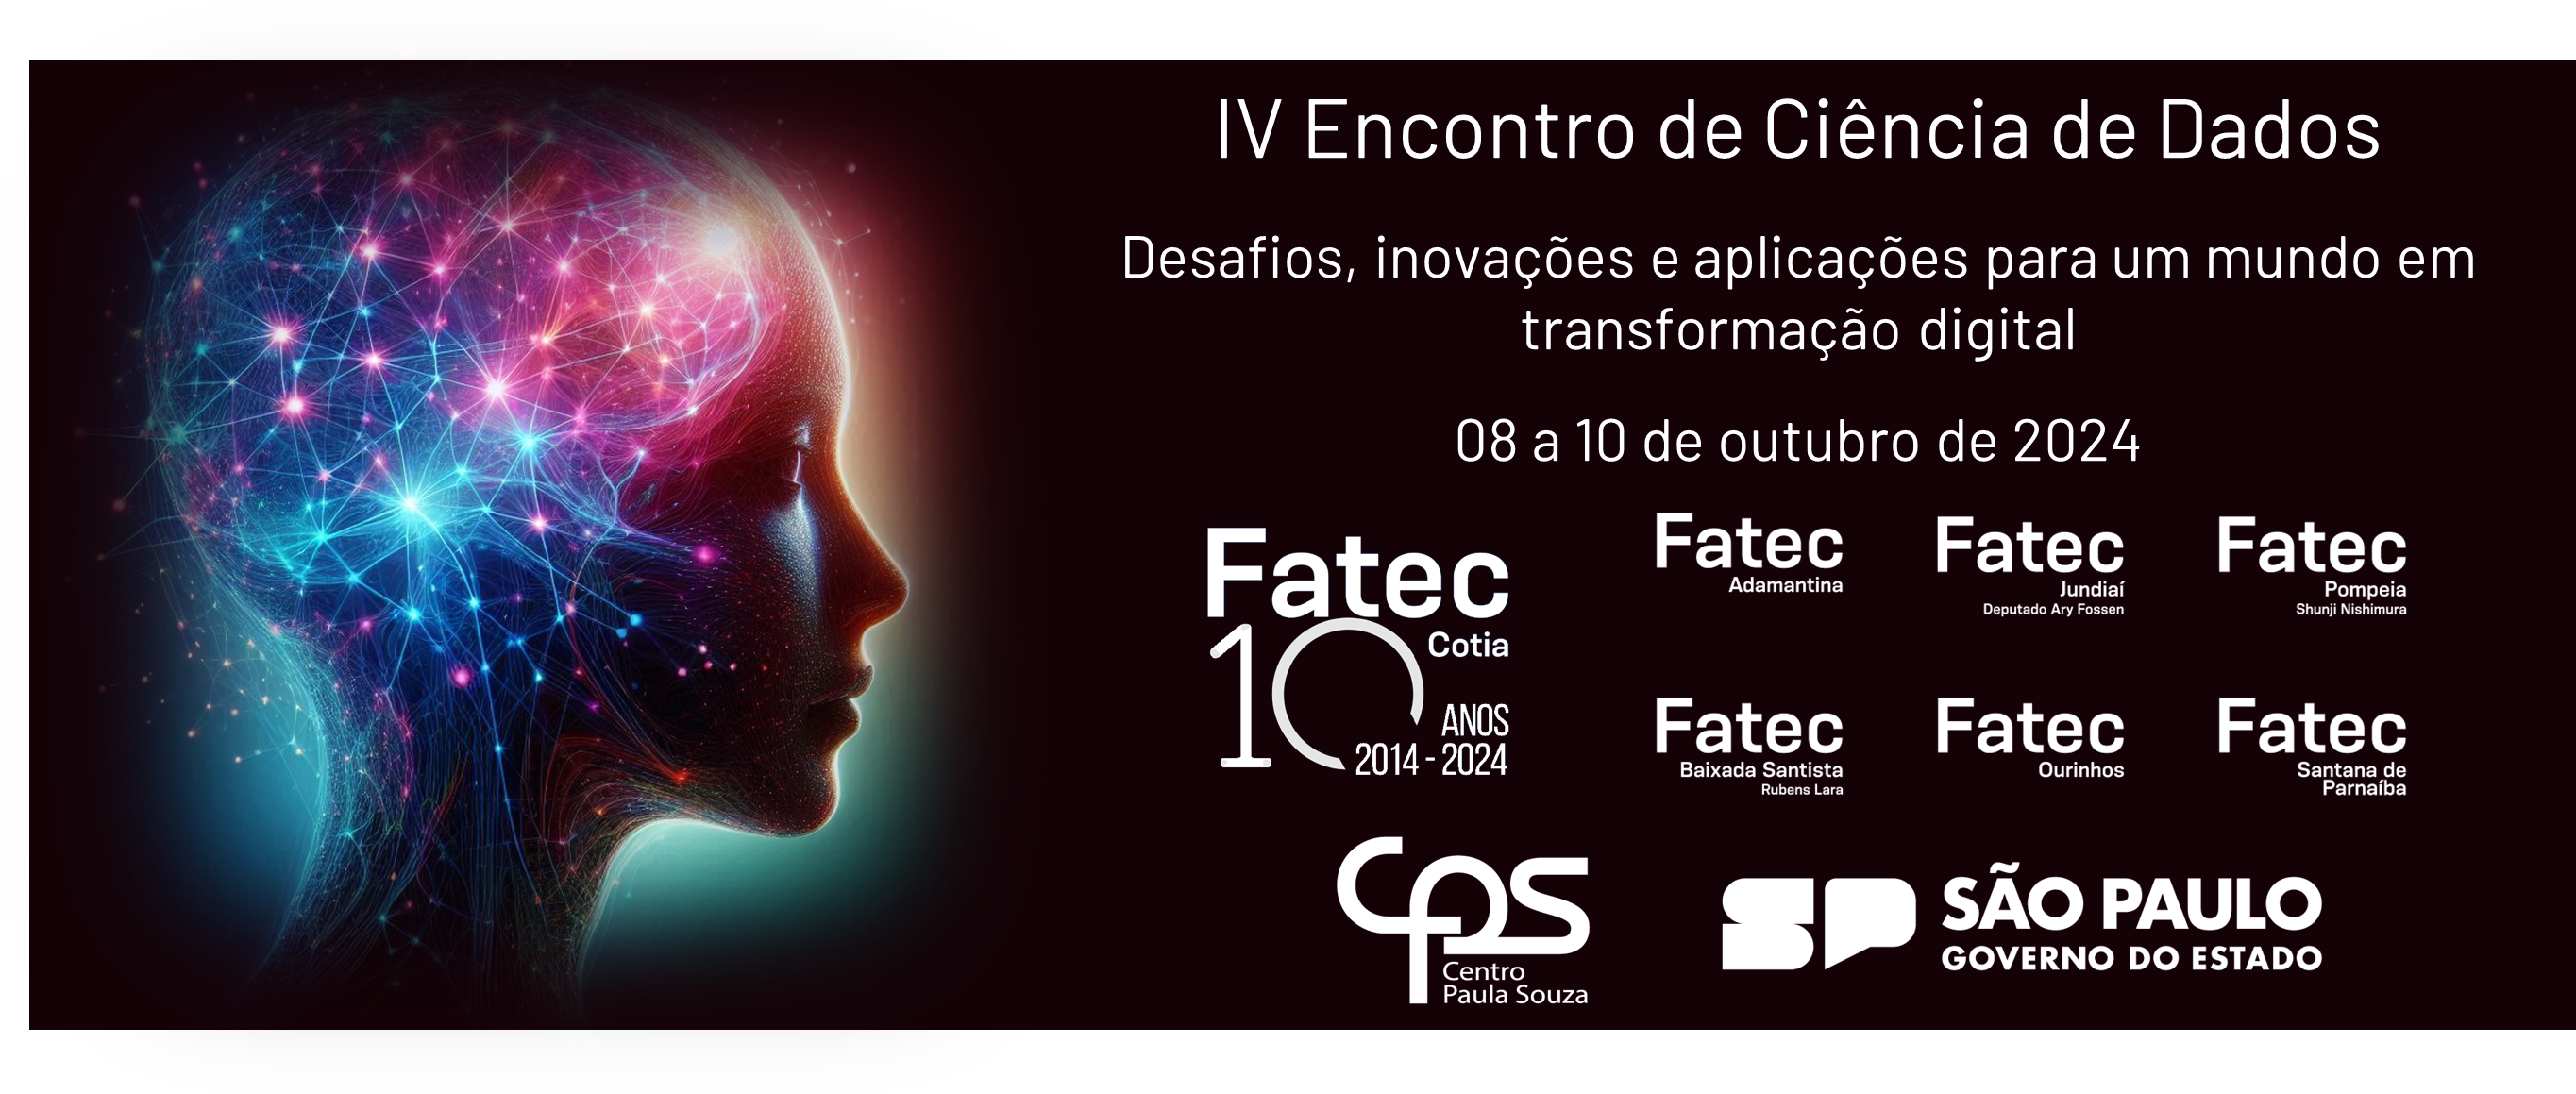 IV Encontro de Ciência de Dados
Desafios, inovações e aplicações para um mundo em
transformação digital
08 a 10 de outubro de 2024
Fatec
Cotia
10
ANOS
2014 - 2024
Fatec
Adamantina
Fatec
Jundiaí
Deputado Ary Fossen
Fatec
Pompeia
Shunji Nishimura
Fatec
Baixada Santista
Rubens Lara
Fatec
Ourinhos
Fatec
Santana de
Parnaíba
cps
Centro
Paula Souza
SP
SÃO PAULO
GOVERNO DO ESTADO